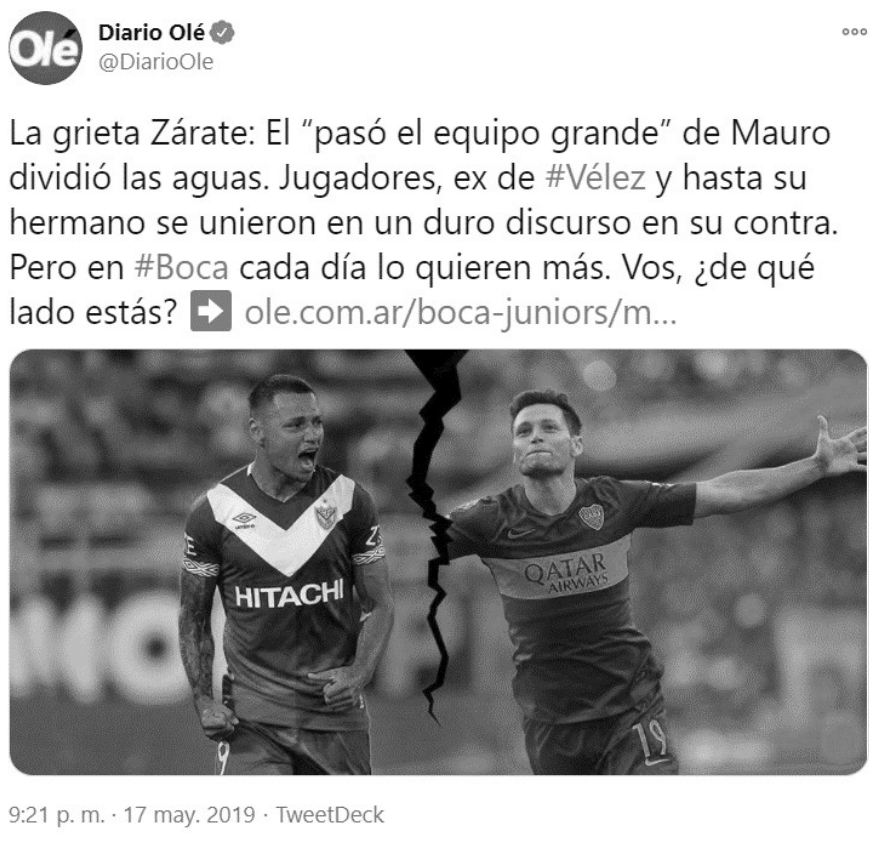 Olé
Diario Olé
@DiarioOle
La grieta Zárate: El “pasó el equipo grande” de Mauro
dividió las aguas. Jugadores, ex de #Vélez y hasta su
hermano se unieron en un duro discurso en su contra.
Pero en #Boca cada día lo quieren más. Vos, ¿de qué
lado estás? ➡ ole.com.ar/boca-juniors/m...
HITACHI
9
QATAR
AIRWAYS
19
9:21 p. m. · 17 may. 2019 · TweetDeck